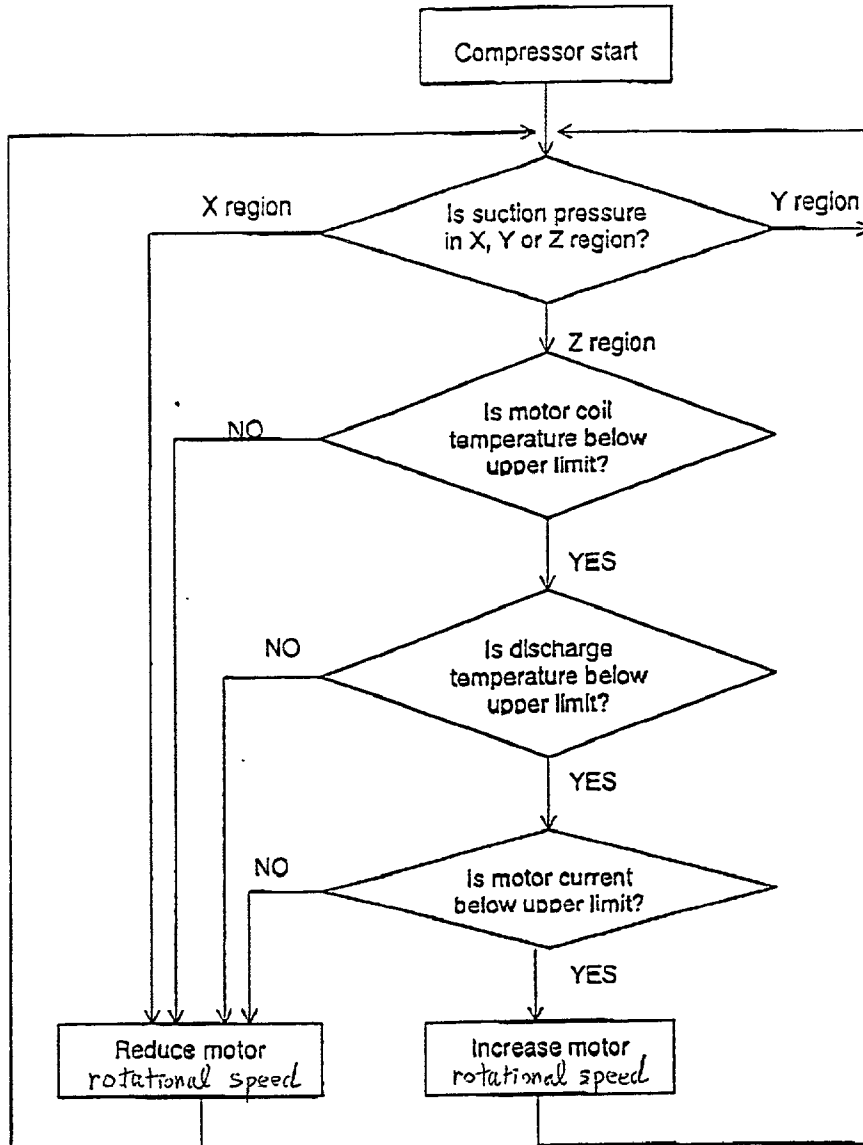 Compressor start
X region
Is suction pressure
in X, Y or Z region?
Y region
Z region
NO
Is motor coil
temperature below
upper limit?
YES
NO
Is discharge
temperature below
upper limit?
YES
NO
Is motor current
below upper limit?
YES
Reduce motor
rotational speed
Increase motor
rotational speed